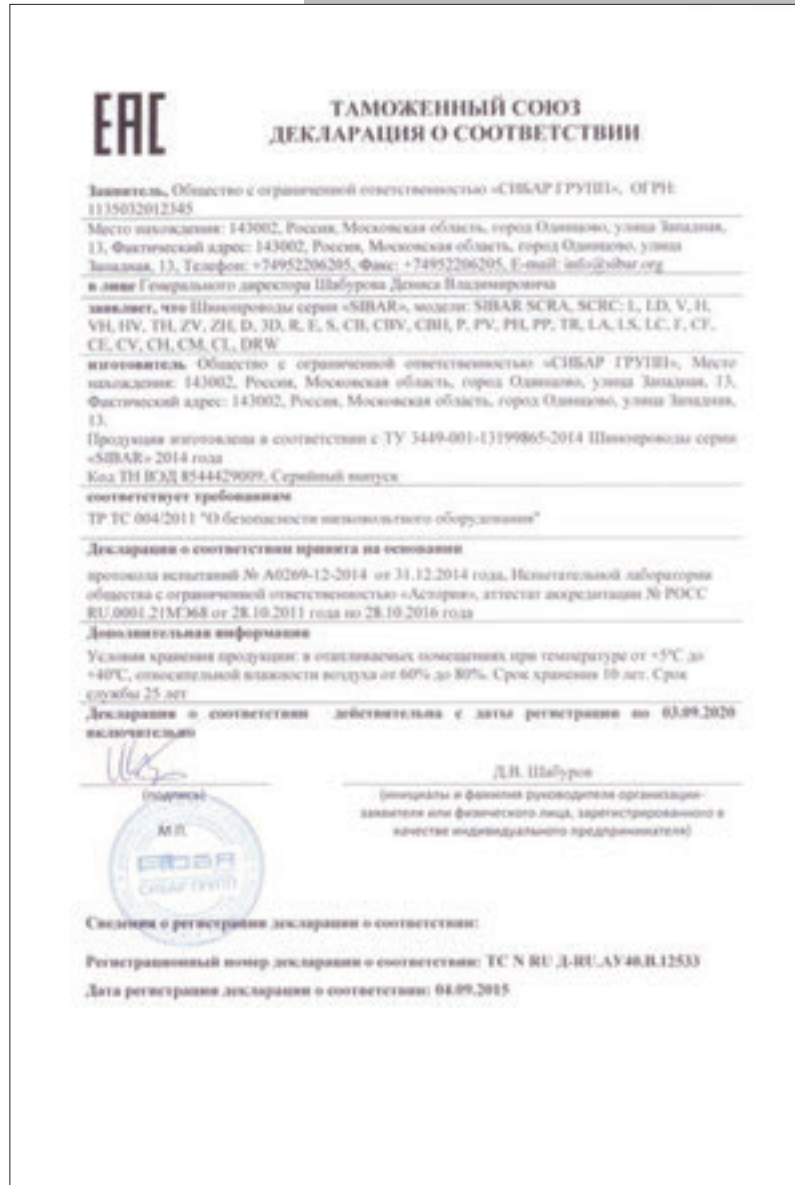 EAC
ТАМОЖЕННЫЙ СОЮЗ
ДЕКЛАРАЦИЯ О СООТВЕТСТВИИ
Заявитель, Общество с ограниченной ответственностью «СИБАР ГРУПП», ОГРН:
1135032012345
Место нахождения: 143002, Россия, Московская область, город Одинцово, улица Западная,
13, Фактический адрес: 143002, Россия, Московская область, город Одинцово, улица
Западная, 13, Телефон: +74952206205, Факс: +74952206205, E-mail: info@sibar.org
в лице Генерального директора Шабурова Дениса Владимировича
заявляет, что Шинопроводы серии «SIBAR», модели: SIBAR SCRA, SCRC: L, LD, V, H,
VH, HV, TH, ZV, ZH, D, 3D, R, E, S, CB, CBV, CBH, P, PV, PH, PP, TR, LA, LS, LC, F, CF,
CE, CV, CH, CM, CL, DRW
изготовитель Общество с ограниченной ответственностью «СИБАР ГРУПП», Место
нахождения: 143002, Россия, Московская область, город Одинцово, улица Западная, 13,
Фактический адрес: 143002, Россия, Московская область, город Одинцово, улица Западная,
13.
Продукция изготовлена в соответствии с ТУ 3449-001-13199865-2014 Шинопроводы серии
«SIBAR» 2014 года
Код ТН ВЭД 8544429009, Серийный выпуск
соответствует требованиям
ТР ТС 004/2011 "О безопасности низковольтного оборудования"
Декларация о соответствии принята на основании
протокола испытаний № А0269-12-2014 от 31.12.2014 года, Испытательной лаборатории
общества с ограниченной ответственностью «Астория», аттестат аккредитации № РОСС
RU.0001.21МЭ68 от 28.10.2011 года по 28.10.2016 года
Дополнительная информация
Условия хранения продукции: в отапливаемых помещениях при температуре от +5°С до
+40°С, относительной влажности воздуха от 60% до 80%. Срок хранения 10 лет. Срок
службы 25 лет
Декларация о соответствии действительна с даты регистрации по 03.09.2020
включительно
Д.В. Шабуров
(подпись)
(инициалы и фамилия руководителя организации-
заявителя или физического лица, зарегистрированного в
качестве индивидуального предпринимателя)
М.П.
сибар
СИБАР ГРУПП
Сведения о регистрации декларации о соответствии:
Регистрационный номер декларации о соответствии: ТС N RU Д-RU.АУ40.В.12533
Дата регистрации декларации о соответствии: 04.09.2015